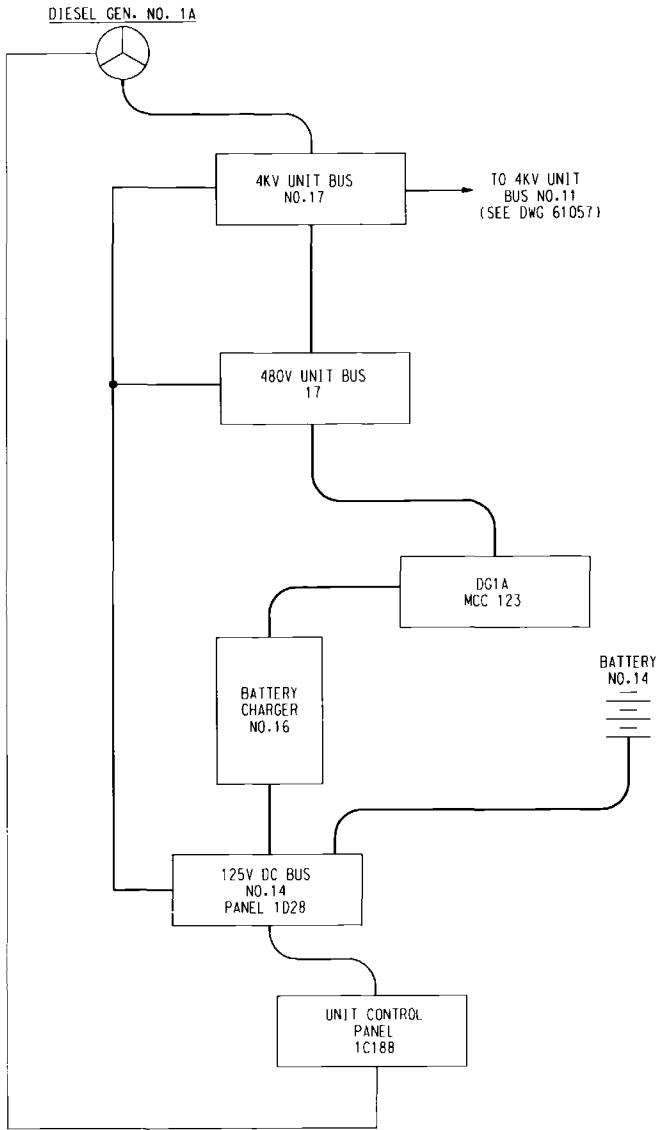 DIESEL GEN. NO. 1A
4KV UNIT BUS
NO.17
TO 4KV UNIT
BUS NO.11
(SEE DWG 61057)
480V UNIT BUS
17
DG1A
MCC 123
BATTERY
NO.14
BATTERY
CHARGER
NO.16
125V DC BUS
NO.14
PANEL 1D28
UNIT CONTROL
PANEL
1C188